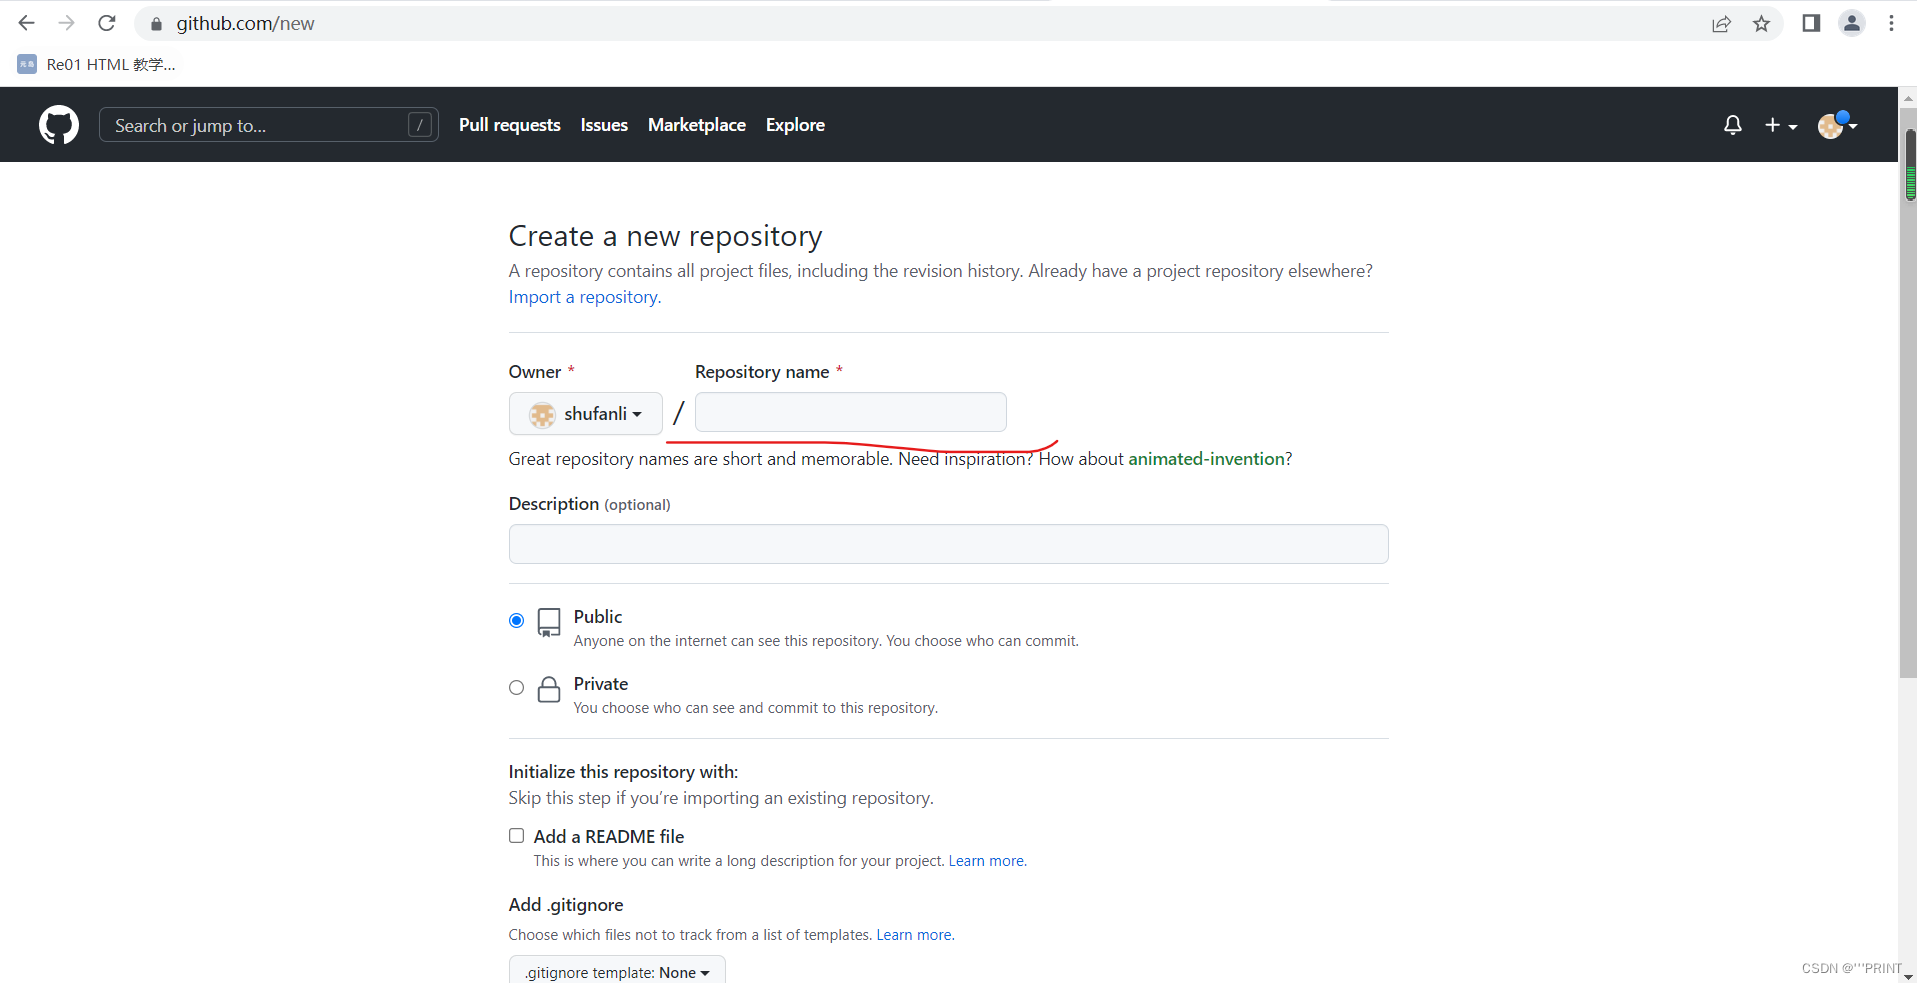 github.com/new
Re01 HTML 教学...
Search or jump to... /
Pull requests Issues Marketplace Explore
Create a new repository
A repository contains all project files, including the revision history. Already have a project repository elsewhere?
Import a repository.
Owner * Repository name *
shufanli /
Great repository names are short and memorable. Need inspiration? How about animated-invention?
Description (optional)
Public
Anyone on the internet can see this repository. You choose who can commit.
Private
You choose who can see and commit to this repository.
Initialize this repository with:
Skip this step if you’re importing an existing repository.
Add a README file
This is where you can write a long description for your project. Learn more.
Add .gitignore
Choose which files not to track from a list of templates. Learn more.
.gitignore template: None
CSDN @'''PRINT